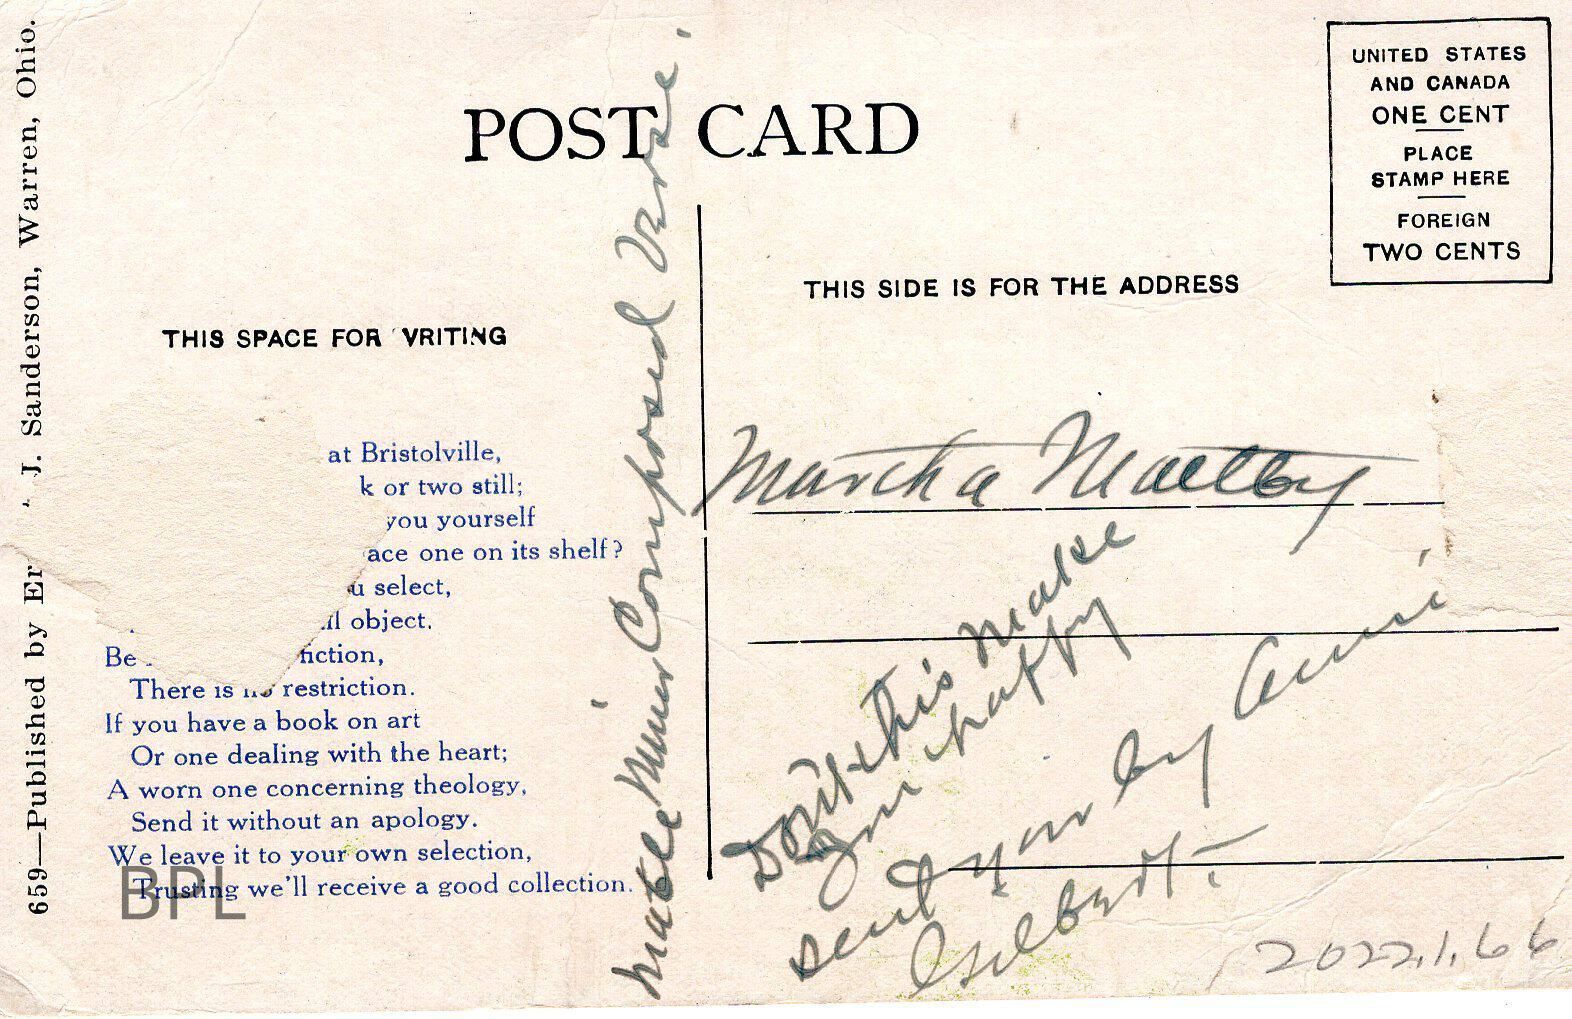 659—Published by Er J. Sanderson, Warren, Ohio.
POST CARD
UNITED STATES
AND CANADA
ONE CENT
PLACE
STAMP HERE
FOREIGN
TWO CENTS
THIS SPACE FOR VRITING
THIS SIDE IS FOR THE ADDRESS
at Bristolville,
k or two still;
you yourself
ace one on its shelf?
u select,
ll object.
Be fiction,
There is no restriction.
If you have a book on art
Or one dealing with the heart;
A worn one concerning theology,
Send it without an apology.
We leave it to your own selection,
Trusting we'll receive a good collection.
BPL
Mabel Miner Composed Verse
Martha Maltby
Don't this make
you happy
sent you by Annie
Gilbert
2022.1.66